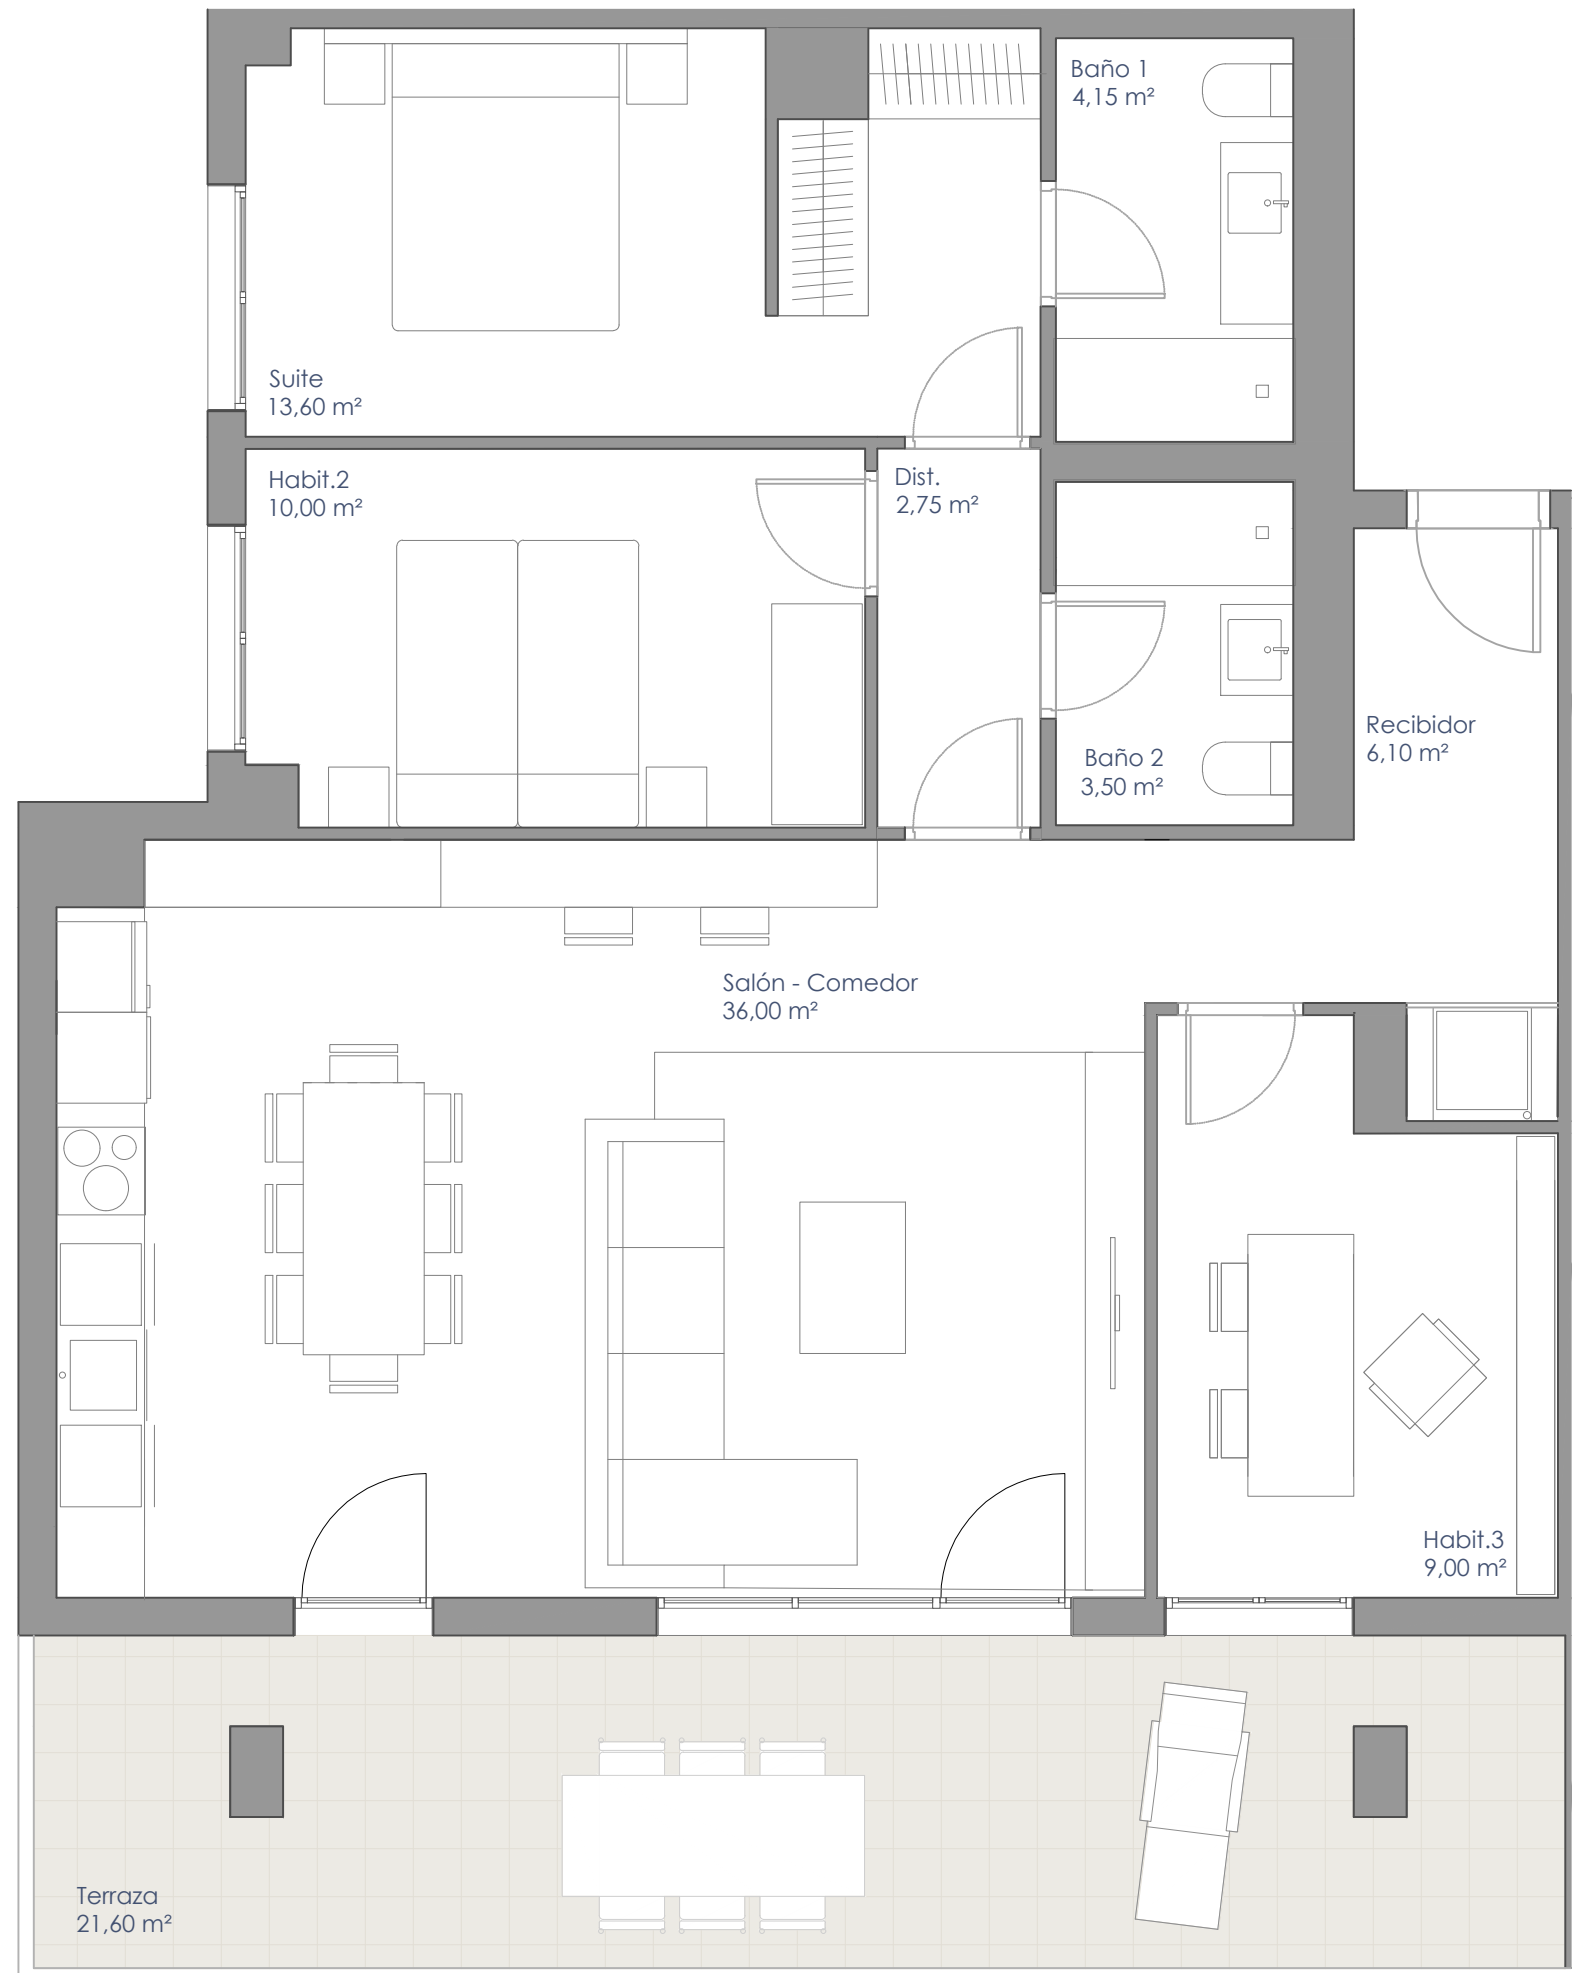 Baño 1
4,15 m²
Suite
13,60 m²
Habit.2
10,00 m²
Dist.
2,75 m²
Recibidor
6,10 m²
Baño 2
3,50 m²
Salón - Comedor
36,00 m²
Habit.3
9,00 m²
Terraza
21,60 m²